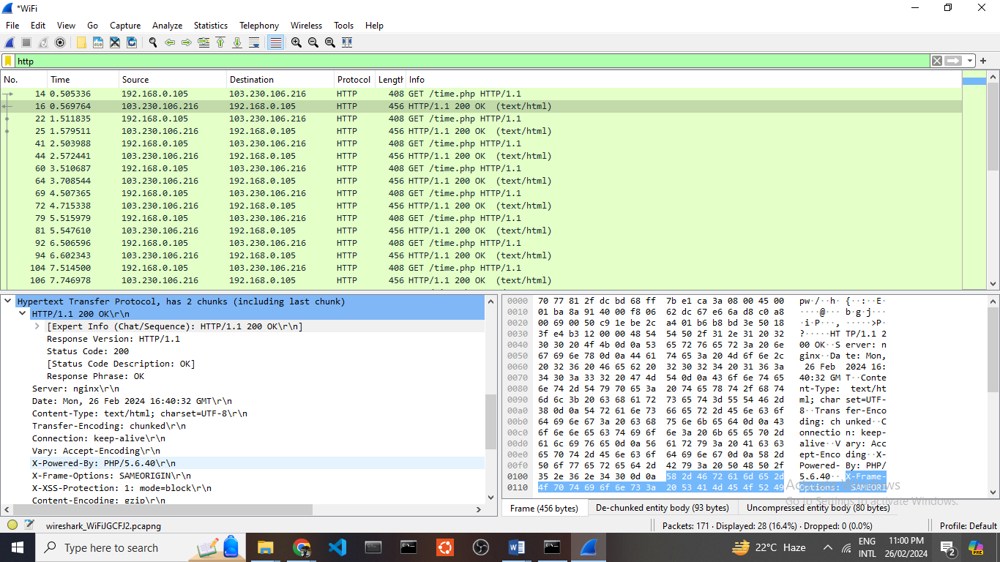 *WiFi
File Edit View Go Capture Analyze Statistics Telephony Wireless Tools Help
http
No. Time Source Destination Protocol Length Info
14 0.505336 192.168.0.105 103.230.106.216 HTTP 408 GET /time.php HTTP/1.1
16 0.569764 103.230.106.216 192.168.0.105 HTTP 456 HTTP/1.1 200 OK (text/html)
22 1.511835 192.168.0.105 103.230.106.216 HTTP 408 GET /time.php HTTP/1.1
25 1.579511 103.230.106.216 192.168.0.105 HTTP 456 HTTP/1.1 200 OK (text/html)
41 2.503988 192.168.0.105 103.230.106.216 HTTP 408 GET /time.php HTTP/1.1
44 2.572441 103.230.106.216 192.168.0.105 HTTP 456 HTTP/1.1 200 OK (text/html)
60 3.510687 192.168.0.105 103.230.106.216 HTTP 408 GET /time.php HTTP/1.1
64 3.708544 103.230.106.216 192.168.0.105 HTTP 456 HTTP/1.1 200 OK (text/html)
69 4.507365 192.168.0.105 103.230.106.216 HTTP 408 GET /time.php HTTP/1.1
72 4.715338 103.230.106.216 192.168.0.105 HTTP 456 HTTP/1.1 200 OK (text/html)
79 5.515979 192.168.0.105 103.230.106.216 HTTP 408 GET /time.php HTTP/1.1
81 5.547610 103.230.106.216 192.168.0.105 HTTP 456 HTTP/1.1 200 OK (text/html)
92 6.506596 192.168.0.105 103.230.106.216 HTTP 408 GET /time.php HTTP/1.1
94 6.602343 103.230.106.216 192.168.0.105 HTTP 456 HTTP/1.1 200 OK (text/html)
104 7.514500 192.168.0.105 103.230.106.216 HTTP 408 GET /time.php HTTP/1.1
106 7.746978 103.230.106.216 192.168.0.105 HTTP 456 HTTP/1.1 200 OK (text/html)
Hypertext Transfer Protocol, has 2 chunks (including last chunk)
HTTP/1.1 200 OK\r\n
[Expert Info (Chat/Sequence): HTTP/1.1 200 OK\r\n]
Response Version: HTTP/1.1
Status Code: 200
[Status Code Description: OK]
Response Phrase: OK
Server: nginx\r\n
Date: Mon, 26 Feb 2024 16:40:32 GMT\r\n
Content-Type: text/html; charset=UTF-8\r\n
Transfer-Encoding: chunked\r\n
Connection: keep-alive\r\n
Vary: Accept-Encoding\r\n
X-Powered-By: PHP/5.6.40\r\n
X-Frame-Options: SAMEORIGIN\r\n
X-XSS-Protection: 1: mode=block\r\n
Content-Encoding: gzip\r\n
0000 70 77 81 2f dc bd 68 ff 7b e1 ca 3a 08 00 45 00 pw·/··h· {··:··E·
0010 01 ba 8a 91 40 00 f8 06 62 dc 67 e6 6a d8 c0 a8 ····@··· b·g·j···
0020 00 69 00 50 c9 1e be 2c a4 01 b6 b8 bd 3e 50 18 ·i·P···, ·····>P·
0030 3f e4 b3 12 00 00 48 54 54 50 2f 31 2e 31 20 32 ?·····HT TP/1.1 2
0040 30 30 20 4f 4b 0d 0a 53 65 72 76 65 72 3a 20 6e 00 OK··S erver: n
0050 67 69 6e 78 0d 0a 44 61 74 65 3a 20 4d 6f 6e 2c ginx··Da te: Mon,
0060 20 32 36 20 46 65 62 20 32 30 32 34 20 31 36 3a 26 Feb 2024 16:
0070 34 30 3a 33 32 20 47 4d 54 0d 0a 43 6f 6e 74 65 40:32 GM T··Conte
0080 6e 74 2d 54 79 70 65 3a 20 74 65 78 74 2f 68 74 nt-Type: text/ht
0090 6d 6c 3b 20 63 68 61 72 73 65 74 3d 55 54 46 2d ml; char set=UTF-
00a0 38 0d 0a 54 72 61 6e 73 66 65 72 2d 45 6e 63 6f 8··Trans fer-Enco
00b0 64 69 6e 67 3a 20 63 68 75 6e 6b 65 64 0d 0a 43 ding: ch unked··C
00c0 6f 6e 6e 65 63 74 69 6f 6e 3a 20 6b 65 65 70 2d onnectio n: keep-
00d0 61 6c 69 76 65 0d 0a 56 61 72 79 3a 20 41 63 63 alive··V ary: Acc
00e0 65 70 74 2d 45 6e 63 6f 64 69 6e 67 0d 0a 58 2d ept-Enco ding··X-
00f0 50 6f 77 65 72 65 64 2d 42 79 3a 20 50 48 50 2f Powered- By: PHP/
0100 35 2e 36 2e 34 30 0d 0a 58 2d 46 72 61 6d 65 2d 5.6.40·· X-Frame-
0110 4f 70 74 69 6f 6e 73 3a 20 53 41 4d 45 4f 52 49 Options: SAMEORI
Activate Windows
Go to Settings to activate Windows.
Frame (456 bytes) De-chunked entity body (93 bytes) Uncompressed entity body (80 bytes)
wireshark_WiFiJGCFJ2.pcapng Packets: 171 · Displayed: 28 (16.4%) · Dropped: 0 (0.0%) Profile: Default
Type here to search 22°C Haze ENG INTL 11:00 PM 26/02/2024 2 PRE